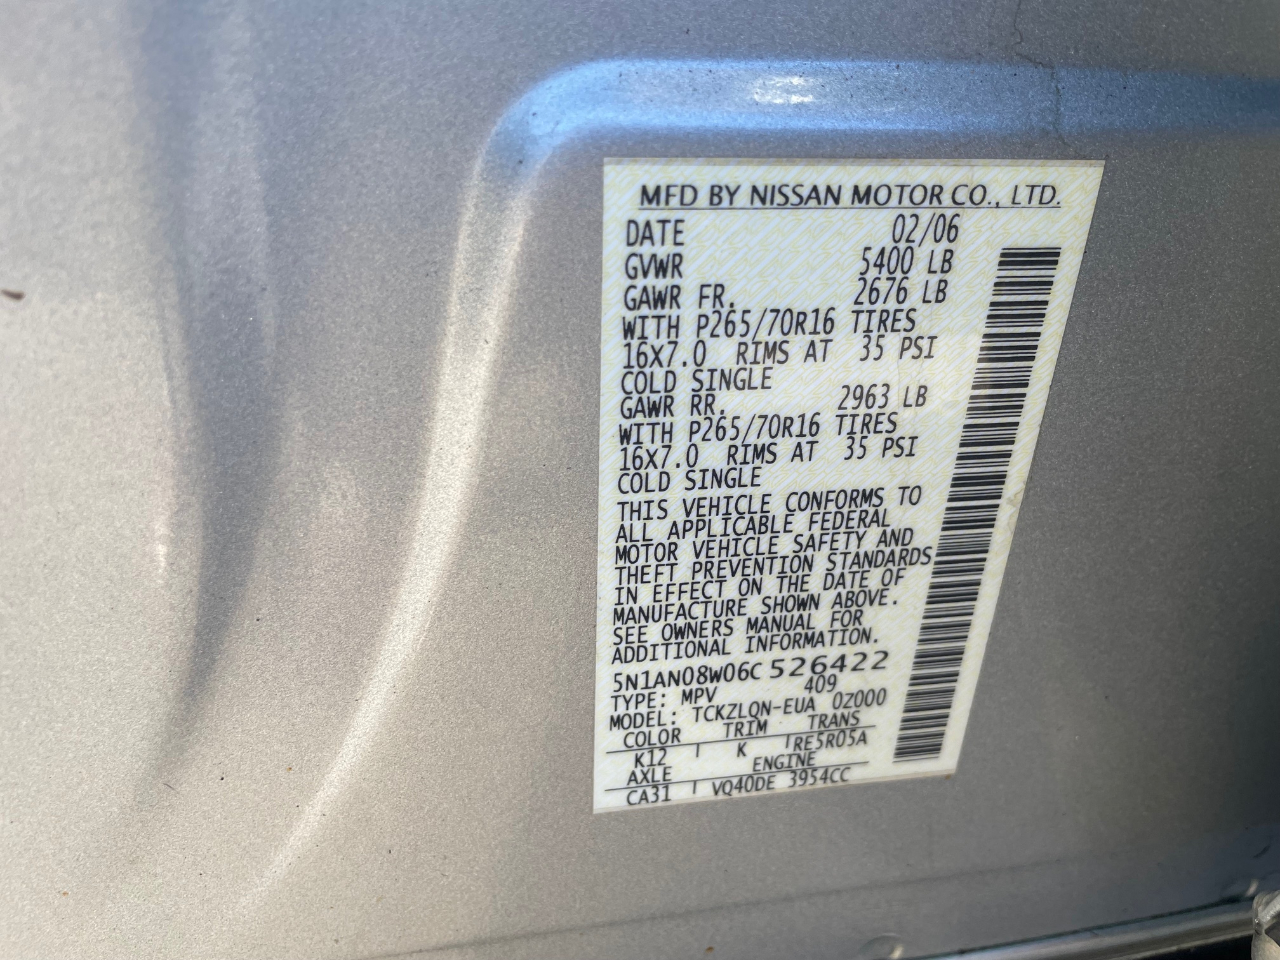 MFD BY NISSAN MOTOR CO., LTD.
DATE 02/06
GVWR 5400 LB
GAWR FR. 2676 LB
WITH P265/70R16 TIRES
16X7.0 RIMS AT 35 PSI
COLD SINGLE
GAWR RR. 2963 LB
WITH P265/70R16 TIRES
16X7.0 RIMS AT 35 PSI
COLD SINGLE
THIS VEHICLE CONFORMS TO
ALL APPLICABLE FEDERAL
MOTOR VEHICLE SAFETY AND
THEFT PREVENTION STANDARDS
IN EFFECT ON THE DATE OF
MANUFACTURE SHOWN ABOVE.
SEE OWNERS MANUAL FOR
ADDITIONAL INFORMATION.
5N1AN08W06C526422
TYPE: MPV 409
MODEL: TCKZLQN-EUA 0Z000
COLOR TRIM TRANS
K12 K RE5R05A
AXLE ENGINE
CA31 VQ40DE 3954CC